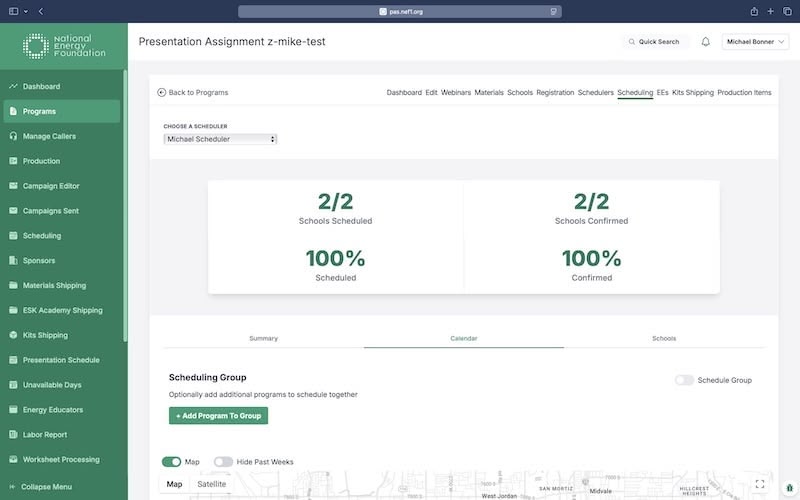 pas.nef1.org
National
Energy
Foundation
Presentation Assignment z-mike-test
Quick Search
Michael Bonner
Dashboard
Programs
Manage Callers
Production
Campaign Editor
Campaigns Sent
Scheduling
Sponsors
Materials Shipping
ESK Academy Shipping
Kits Shipping
Presentation Schedule
Unavailable Days
Energy Educators
Labor Report
Worksheet Processing
Collapse Menu
Back to Programs
Dashboard Edit Webinars Materials Schools Registration Schedulers Scheduling EEs Kits Shipping Production Items
CHOOSE A SCHEDULER
Michael Scheduler
2/2
Schools Scheduled
2/2
Schools Confirmed
100%
Scheduled
100%
Confirmed
Summary Calendar Schools
Scheduling Group
Optionally add additional programs to schedule together
+ Add Program To Group
Schedule Group
Map Hide Past Weeks
Map Satellite
West Jordan
SAN MORITZ
Midvale
HILLCREST
HEIGHTS